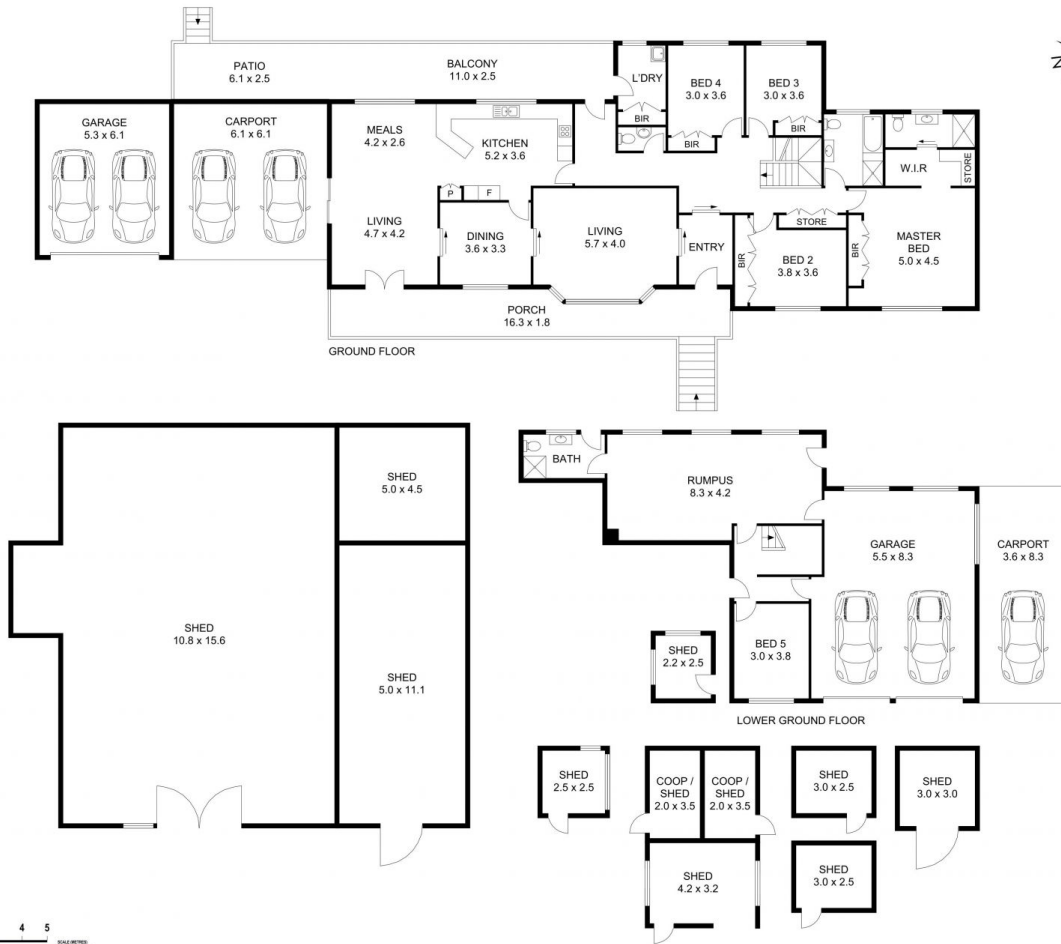 PATIO
6.1 x 2.5
BALCONY
11.0 x 2.5
L'DRY
BIR
BED 4
3.0 x 3.6
BIR
BED 3
3.0 x 3.6
BIR
GARAGE
5.3 x 6.1
CARPORT
6.1 x 6.1
MEALS
4.2 x 2.6
KITCHEN
5.2 x 3.6
P
F
LIVING
4.7 x 4.2
DINING
3.6 x 3.3
LIVING
5.7 x 4.0
ENTRY
STORE
BIR
BED 2
3.8 x 3.6
W.I.R
STORE
BIR
MASTER
BED
5.0 x 4.5
PORCH
16.3 x 1.8
GROUND FLOOR
SHED
10.8 x 15.6
SHED
5.0 x 4.5
SHED
5.0 x 11.1
BATH
RUMPUS
8.3 x 4.2
GARAGE
5.5 x 8.3
CARPORT
3.6 x 8.3
BED 5
3.0 x 3.8
SHED
2.2 x 2.5
LOWER GROUND FLOOR
SHED
2.5 x 2.5
COOP /
SHED
2.0 x 3.5
COOP /
SHED
2.0 x 3.5
SHED
3.0 x 2.5
SHED
3.0 x 3.0
SHED
4.2 x 3.2
SHED
3.0 x 2.5
4 5
SCALE (METRES)